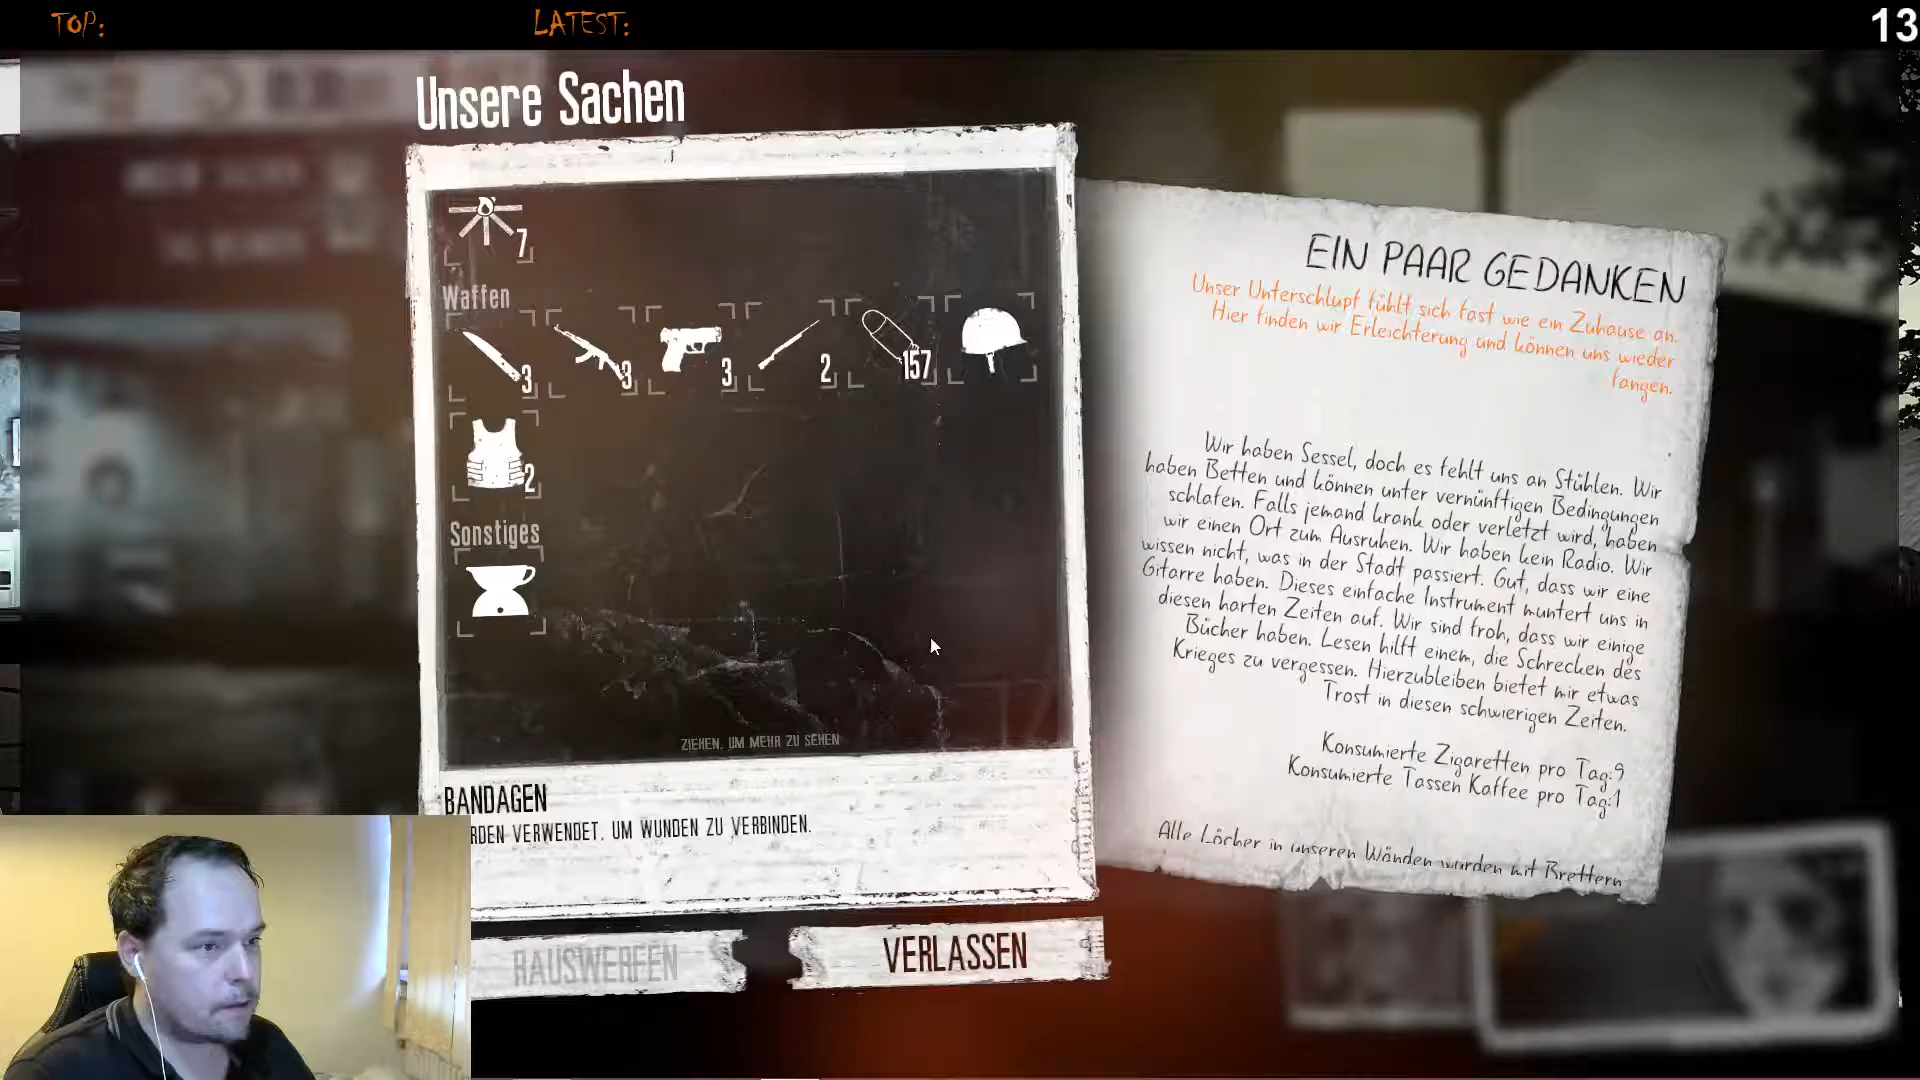 TOP:
LATEST:
13
Unsere Sachen
7
Waffen
3
3
3
2
157
2
Sonstiges
ZIEHEN, UM MEHR ZU SEHEN
BANDAGEN
RDEN VERWENDET, UM WUNDEN ZU VERBINDEN.
RAUSWERFEN
VERLASSEN
EIN PAAR GEDANKEN
Unser Unterschlupf fühlt sich fast wie ein Zuhause an.
Hier finden wir Erleichterung und können uns wieder
fangen.
Wir haben Sessel, doch es fehlt uns an Stühlen. Wir
haben Betten und können unter vernünftigen Bedingungen
schlafen. Falls jemand krank oder verletzt wird, haben
wir einen Ort zum Ausruhen. Wir haben kein Radio. Wir
wissen nicht, was in der Stadt passiert. Gut, dass wir eine
Gitarre haben. Dieses einfache Instrument muntert uns in
diesen harten Zeiten auf. Wir sind froh, dass wir einige
Bücher haben. Lesen hilft einem, die Schrecken des
Krieges zu vergessen. Hierzubleiben bietet mir etwas
Trost in diesen schwierigen Zeiten.
Konsumierte Zigaretten pro Tag:9
Konsumierte Tassen Kaffee pro Tag:1
Alle Löcher in unseren Wänden wurden mit Brettern